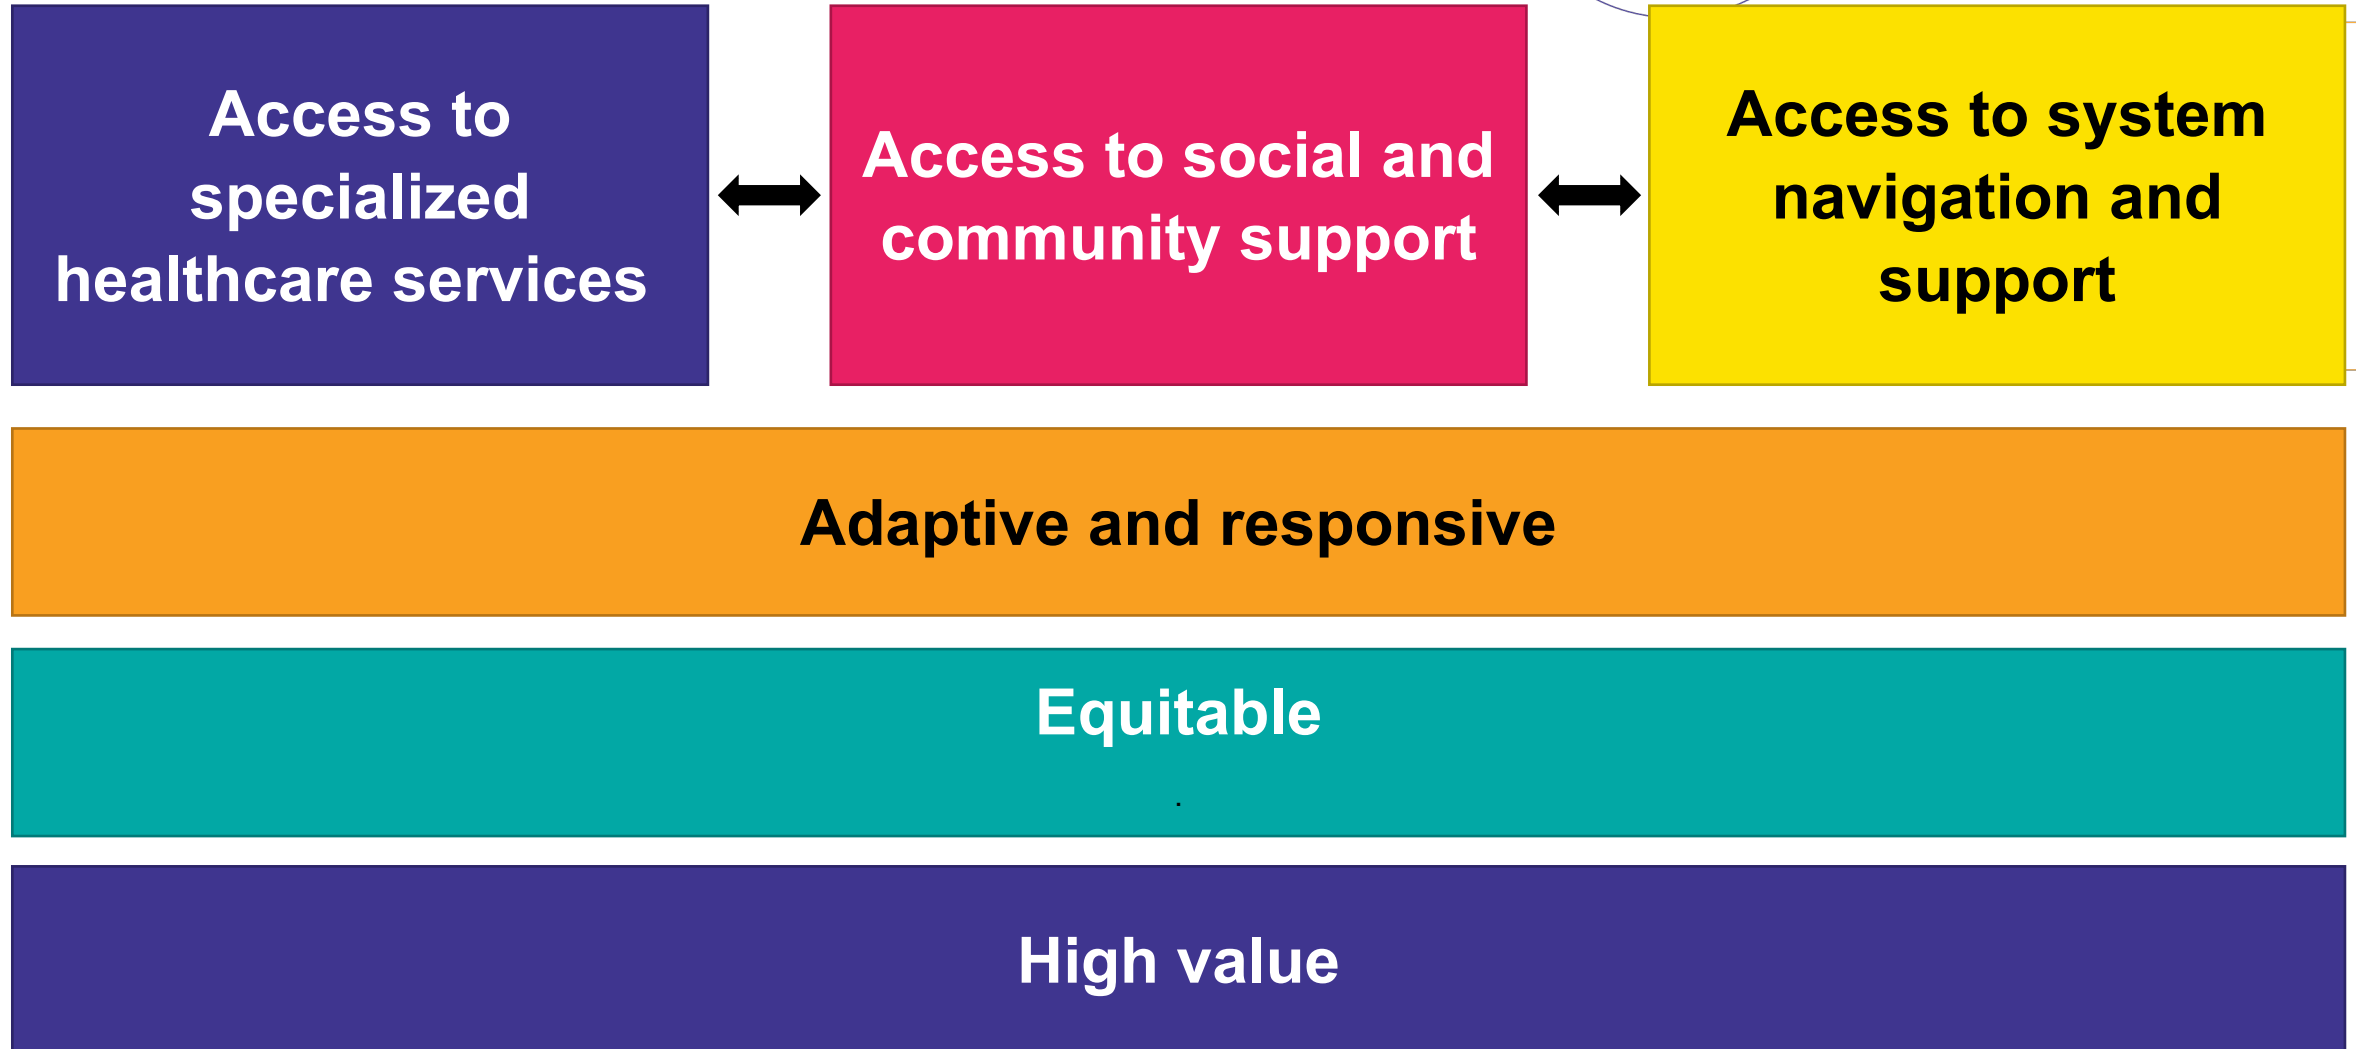 Access to
specialized
healthcare services
Access to social and
community support
Access to system
navigation and
support
Adaptive and responsive
Equitable
.
High value